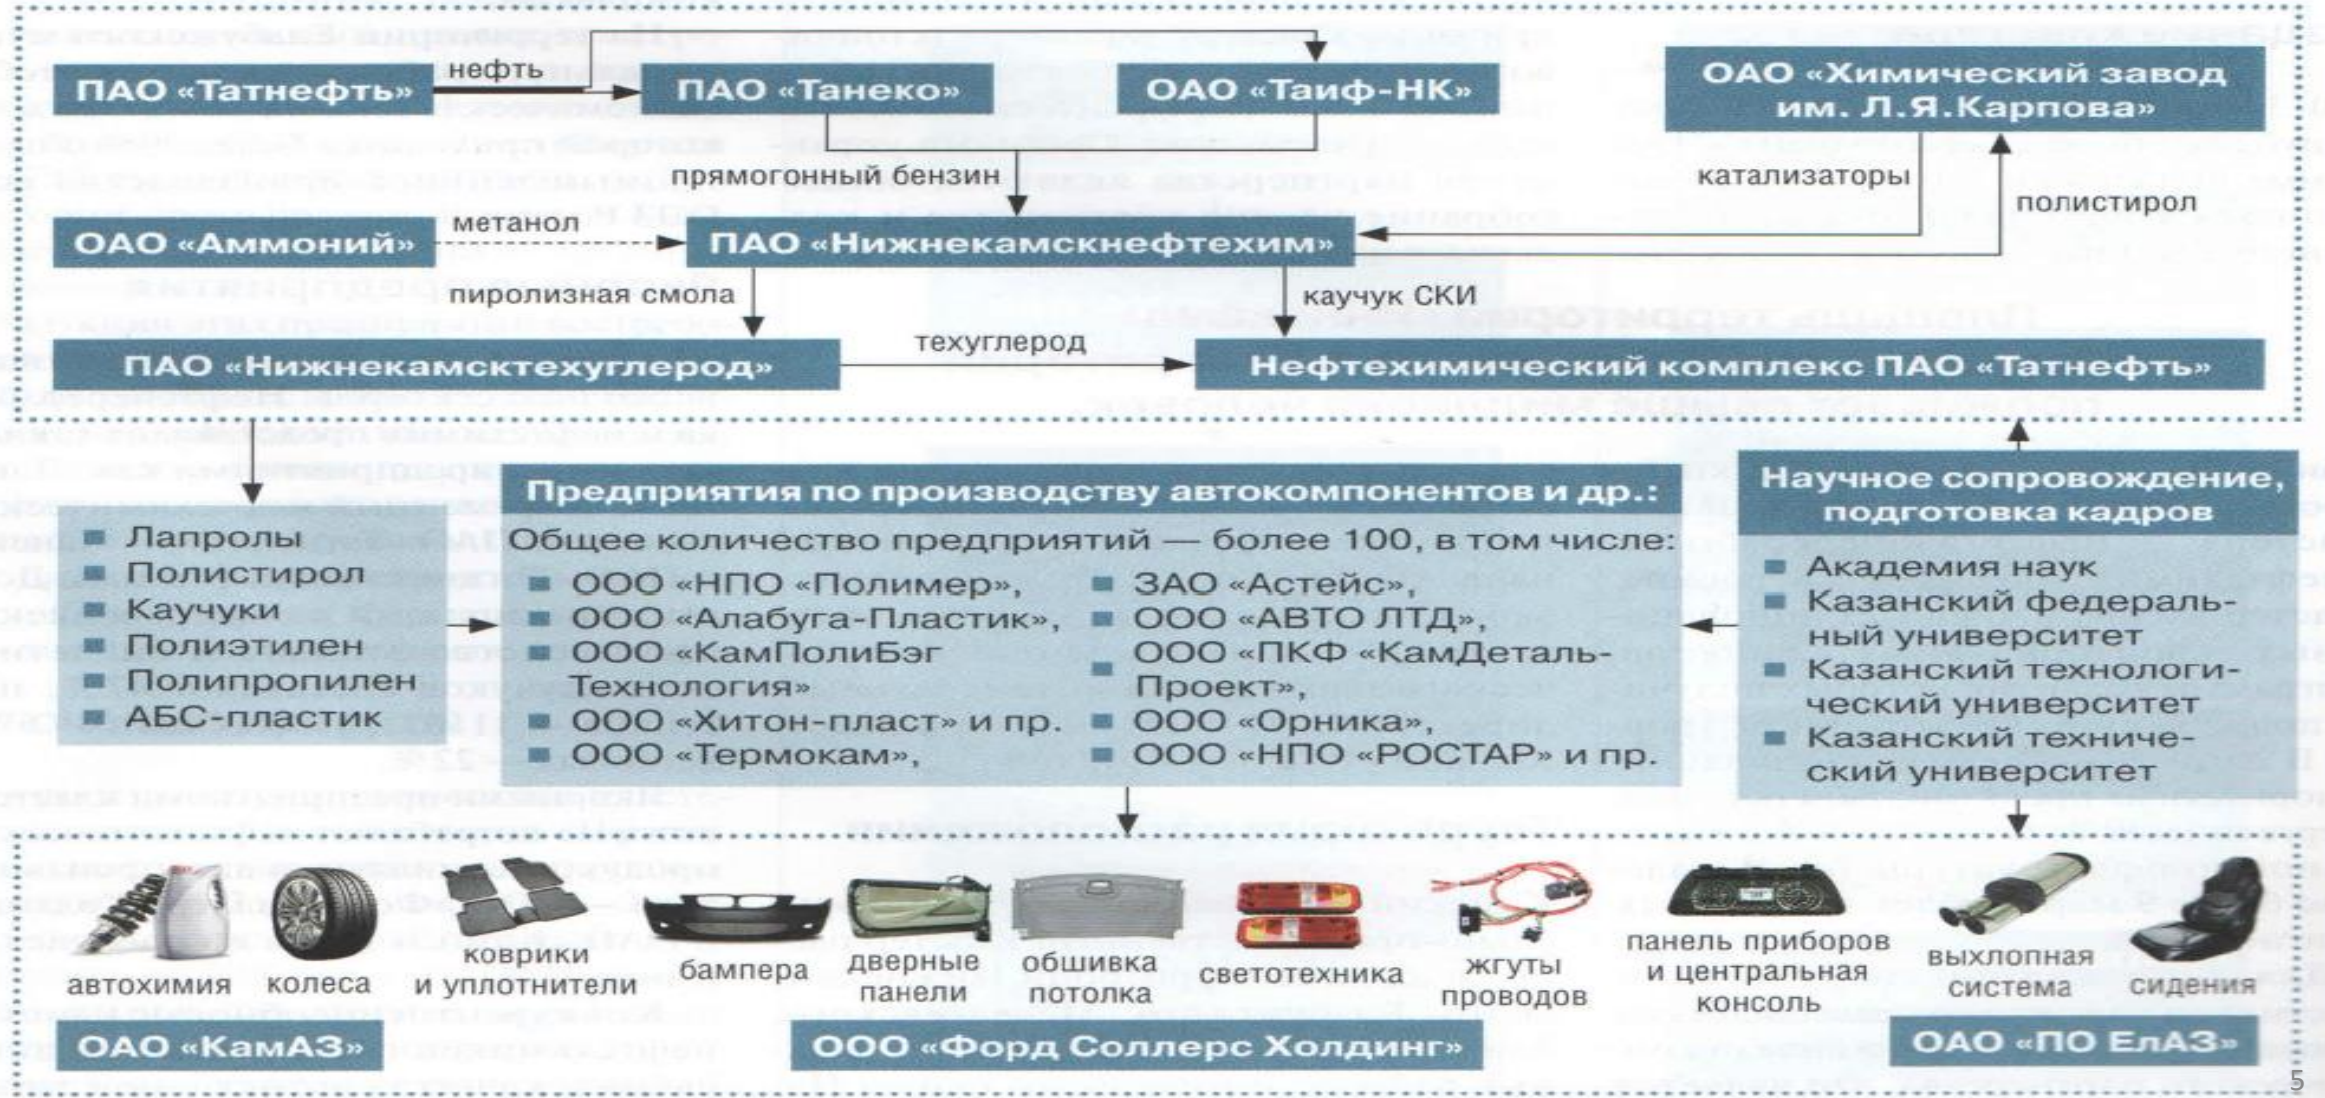 ПАО «Татнефть»
нефть
ПАО «Танеко»
ОАО «Таиф-НК»
ОАО «Химический завод
им. Л.Я.Карпова»
прямогонный бензин
катализаторы
полистирол
ОАО «Аммоний»
метанол
ПАО «Нижнекамскнефтехим»
пиролизная смола
каучук СКИ
ПАО «Нижнекамсктехуглерод»
техуглерод
Нефтехимический комплекс ПАО «Татнефть»
Лапролы
Полистирол
Каучуки
Полиэтилен
Полипропилен
АБС-пластик
Предприятия по производству автокомпонентов и др.:
Общее количество предприятий — более 100, в том числе:
ООО «НПО «Полимер»,
ООО «Алабуга-Пластик»,
ООО «КамПолиБэг
Технология»
ООО «Хитон-пласт» и пр.
ООО «Термокам»,
ЗАО «Астейс»,
ООО «АВТО ЛТД»,
ООО «ПКФ «КамДеталь-
Проект»,
ООО «Орника»,
ООО «НПО «РОСТАР» и пр.
Научное сопровождение,
подготовка кадров
Академия наук
Казанский федераль-
ный университет
Казанский технологи-
ческий университет
Казанский техниче-
ский университет
автохимия
колеса
коврики
и уплотнители
бампера
дверные
панели
обшивка
потолка
светотехника
жгуты
проводов
панель приборов
и центральная
консоль
выхлопная
система
сидения
ОАО «КамАЗ»
ООО «Форд Соллерс Холдинг»
ОАО «ПО ЕлАЗ»
5